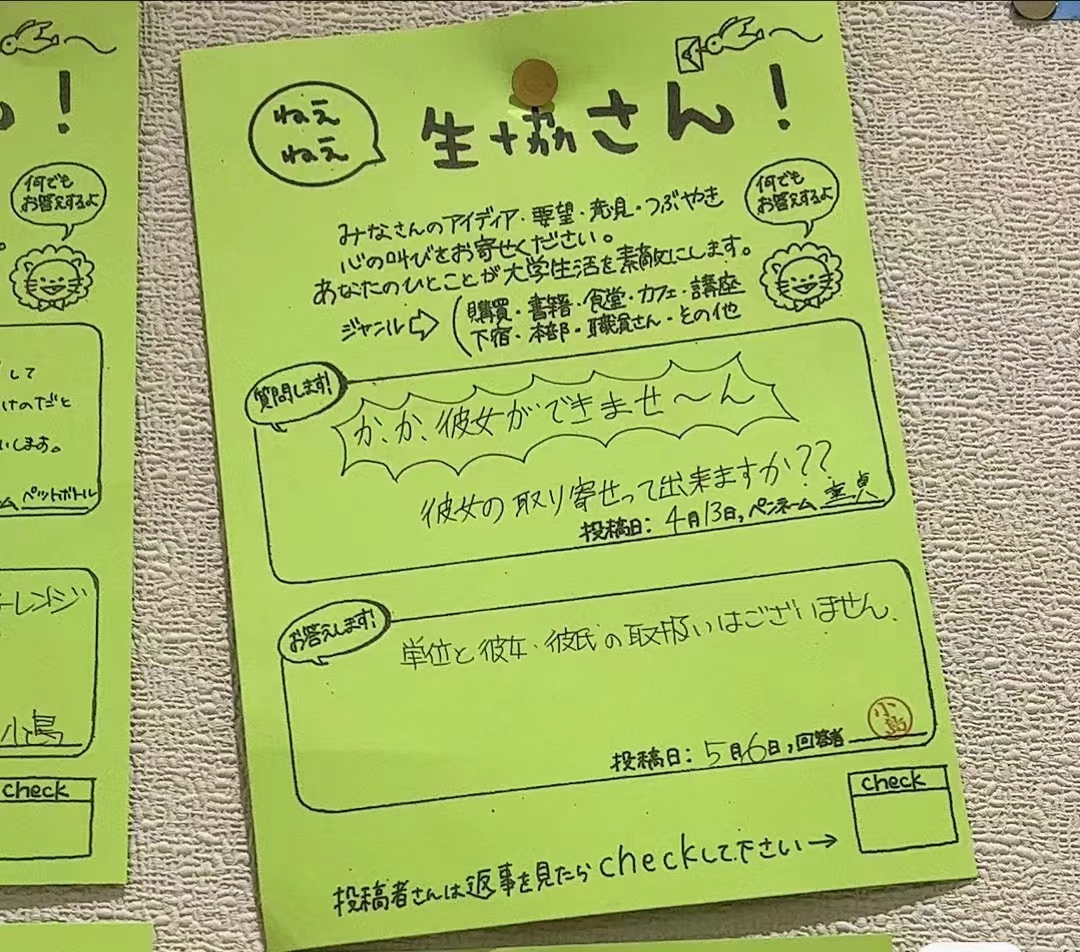 ん！
何でも
お答えするよ
して
けのだと
いします。
ペットボトル
ーレンジ
小島
check
ねえ
ねえ
生協さん！
何でも
お答えするよ
みなさんのアイディア・要望・発見・つぶやき
心の叫びをお寄せください。
あなたのひとことが大学生活を素敵にします。
ジャンル⇨(購買・書籍・食堂・カフェ・講座
下宿・本部・職員さん・その他
質問します!
か、か、彼女ができませ〜ん
彼女の取り寄せって出来ますか??
投稿日: 4月13日, ペンネーム 童貞
お答えします!
単位と彼女・彼氏の取扱いはございません.
投稿日: 5月6日, 回答者 小島
check
投稿者さんは返事を見たらcheckして下さい→